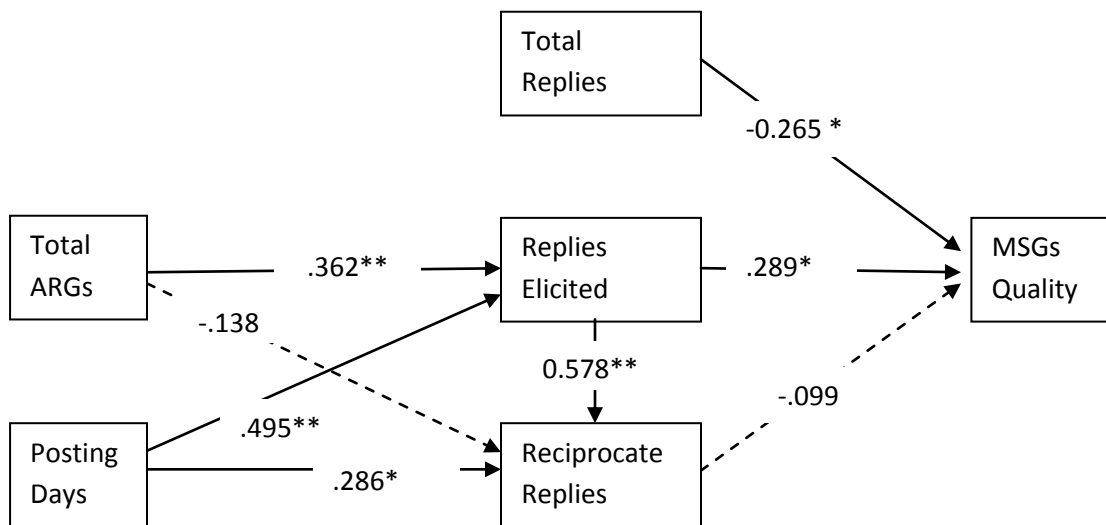 Total
Replies
-0.265 *
Total
ARGs
.362**
Replies
Elicited
.289*
MSGs
Quality
-.138
0.578**
-.099
Posting
Days
.495**
.286*
Reciprocate
Replies